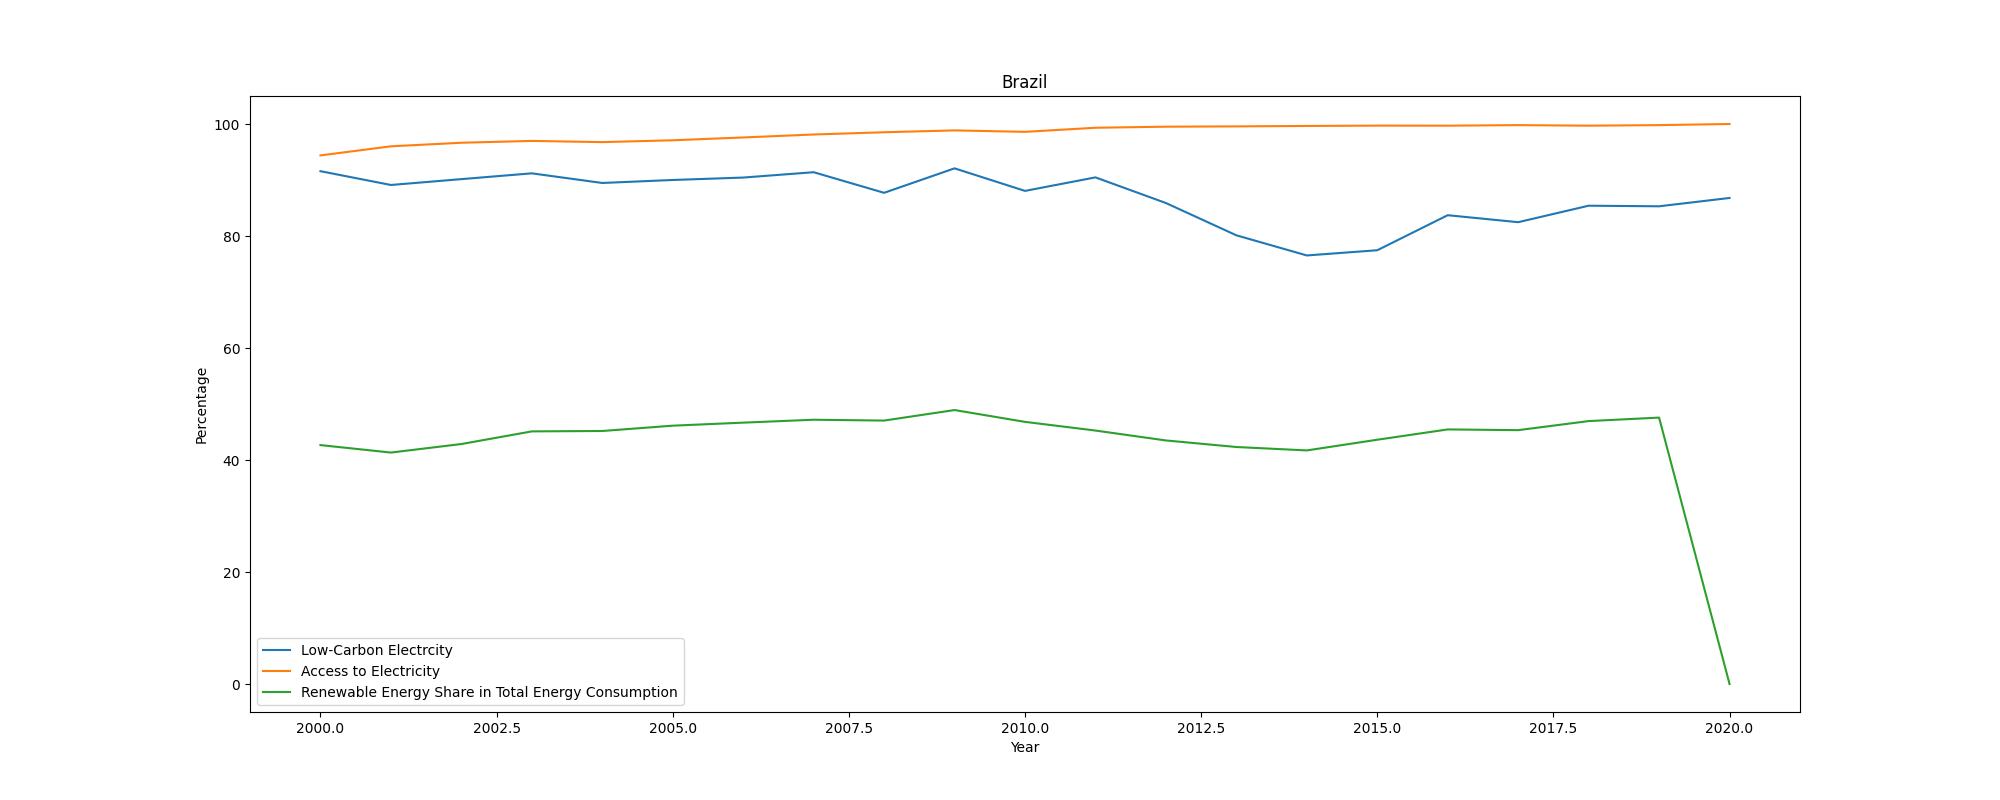 Brazil
100
80
60
40
20
0
Percentage
Low-Carbon Electrcity
Access to Electricity
Renewable Energy Share in Total Energy Consumption
2000.0 2002.5 2005.0 2007.5 2010.0 2012.5 2015.0 2017.5 2020.0
Year